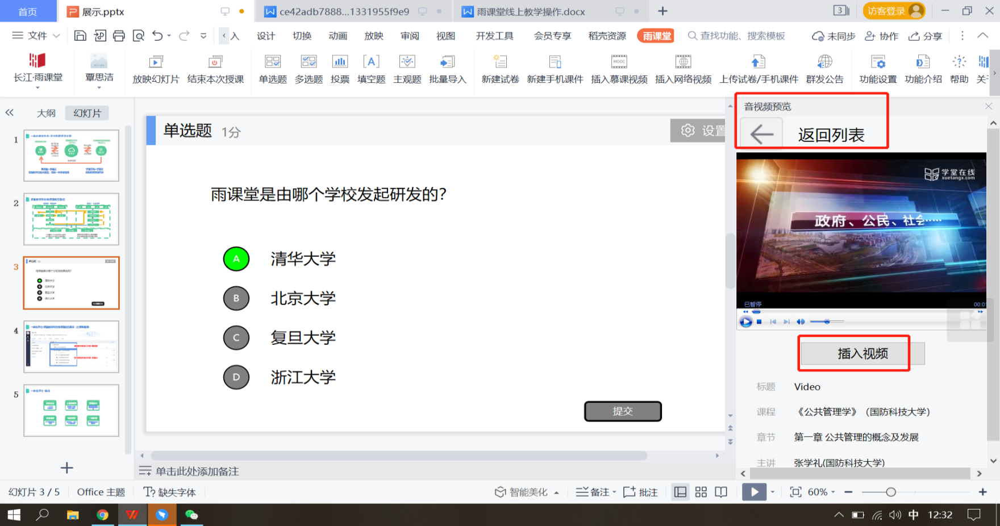 首页
展示.pptx
ce42adb7888...1331955f9e9
雨课堂线上教学操作.docx
3
访客登录
文件
入
设计
切换
动画
放映
审阅
视图
开发工具
会员专享
稻壳资源
雨课堂
查找功能、搜索模板
未同步
协作
分享
长江·雨课堂
覃思洁
放映幻灯片
结束本次授课
单选题
多选题
投票
填空题
主观题
批量导入
新建试卷
新建手机课件
插入慕课视频
插入网络视频
上传试卷/手机课件
群发公告
功能设置
功能介绍
帮助
关
大纲
幻灯片
1
2
3
4
5
单选题 1分
设置
雨课堂是由哪个学校发起研发的?
A 清华大学
B 北京大学
C 复旦大学
D 浙江大学
提交
音视频预览
返回列表
学堂在线
xuetangx.com
政府、公民、社会……
已暂停
插入视频
标题 Video
课程 《公共管理学》（国防科技大学）
章节 第一章 公共管理的概念及发展
主讲 张学礼(国防科技大学)
单击此处添加备注
幻灯片 3 / 5
Office 主题
缺失字体
智能美化
备注
批注
60%
中
12:32